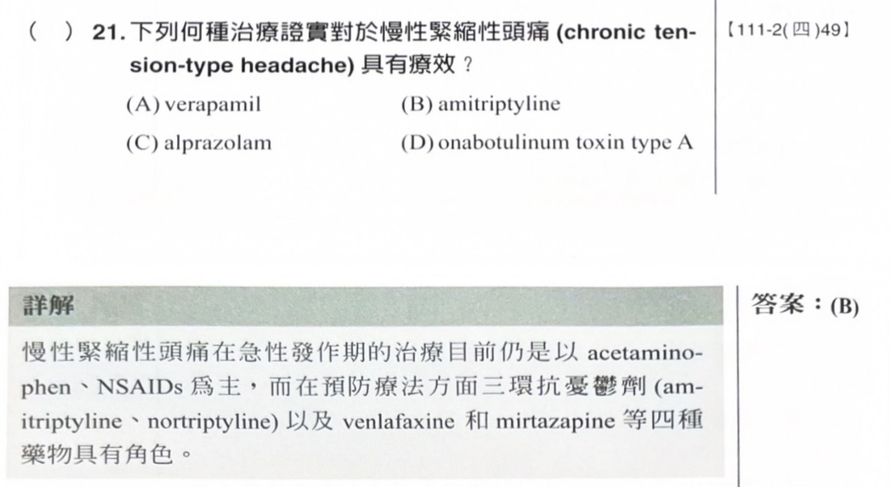 （　）21.下列何種治療證實對於慢性緊縮性頭痛 (chronic ten-
sion-type headache) 具有療效？
【111-2(四)49】
(A) verapamil
(B) amitriptyline
(C) alprazolam
(D) onabotulinum toxin type A
詳解
答案：(B)
慢性緊縮性頭痛在急性發作期的治療目前仍是以 acetamino-
phen、NSAIDs 為主，而在預防療法方面三環抗憂鬱劑 (am-
itriptyline、nortriptyline) 以及 venlafaxine 和 mirtazapine 等四種
藥物具有角色。